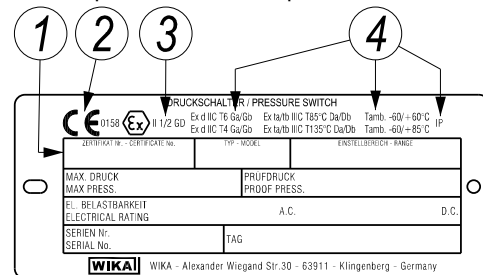 1 2 3 4
DRUCKSCHALTER / PRESSURE SWITCH
CE 0158 Ex II 1/2 GD Ex d IIC T6 Ga/Gb Ex ta/tb IIIC T85°C Da/Db Tamb. -60/+60°C IP
Ex d IIC T4 Ga/Gb Ex ta/tb IIIC T135°C Da/Db Tamb. -60/+85°C
ZERTIFIKAT Nr. - CERTIFICATE No. TYP - MODEL EINSTELLBEREICH - RANGE
MAX. DRUCK PRÜFDRUCK
MAX PRESS. PROOF PRESS.
EL. BELASTBARKEIT
ELECTRICAL RATING A.C. D.C.
SERIEN Nr.
SERIAL No. TAG
WIKAI WIKA - Alexander Wiegand Str.30 - 63911 - Klingenberg - Germany